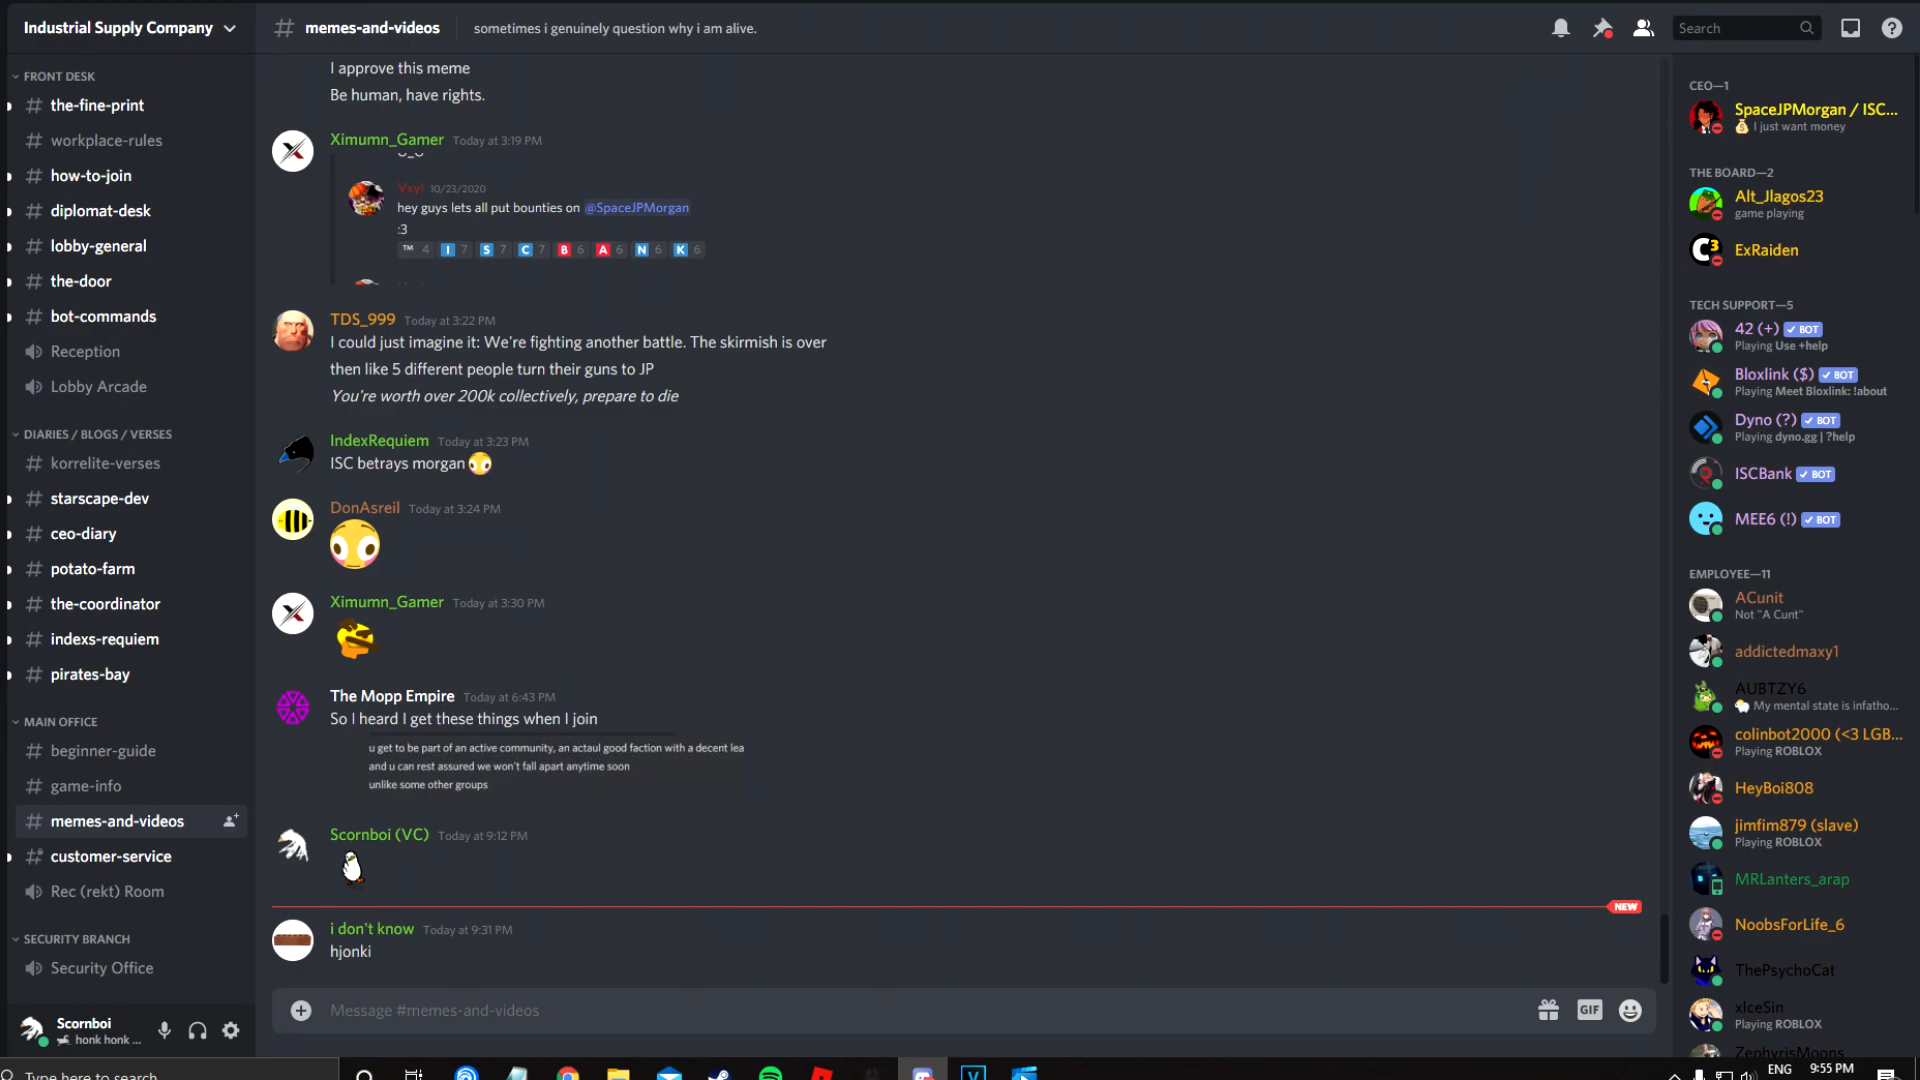 Industrial Supply Company
memes-and-videos
sometimes i genuinely question why i am alive.
Search
FRONT DESK
the-fine-print
workplace-rules
how-to-join
diplomat-desk
lobby-general
the-door
bot-commands
Reception
Lobby Arcade
DIARIES / BLOGS / VERSES
korrelite-verses
starscape-dev
ceo-diary
potato-farm
the-coordinator
indexs-requiem
pirates-bay
MAIN OFFICE
beginner-guide
game-info
memes-and-videos
customer-service
Rec (rekt) Room
SECURITY BRANCH
Security Office
Scornboi
honk honk ...
I approve this meme
Be human, have rights.
Ximumn_Gamer Today at 3:19 PM
Vxyl 10/23/2020
hey guys lets all put bounties on @SpaceJPMorgan
:3
™ 4 I 7 S 7 C 7 B 6 A 6 N 6 K 6
TDS_999 Today at 3:22 PM
I could just imagine it: We're fighting another battle. The skirmish is over
then like 5 different people turn their guns to JP
You're worth over 200k collectively, prepare to die
IndexRequiem Today at 3:23 PM
ISC betrays morgan
DonAsreil Today at 3:24 PM
Ximumn_Gamer Today at 3:30 PM
The Mopp Empire Today at 6:43 PM
So I heard I get these things when I join
u get to be part of an active community, an actaul good faction with a decent lea
and u can rest assured we won't fall apart anytime soon
unlike some other groups
Scornboi (VC) Today at 9:12 PM
NEW
i don't know Today at 9:31 PM
hjonki
Message #memes-and-videos
GIF
CEO—1
SpaceJPMorgan / ISC...
I just want money
THE BOARD—2
Alt_Jlagos23
game playing
ExRaiden
TECH SUPPORT—5
42 (+) BOT
Playing Use +help
Bloxlink ($) BOT
Playing Meet Bloxlink: !about
Dyno (?) BOT
Playing dyno.gg | ?help
ISCBank BOT
MEE6 (!) BOT
EMPLOYEE—11
ACunit
Not "A Cunt"
addictedmaxy1
AUBTZY6
My mental state is infatho...
colinbot2000 (<3 LGB...
Playing ROBLOX
HeyBoi808
jimfim879 (slave)
Playing ROBLOX
MRLanters_arap
NoobsForLife_6
ThePsychoCat
xIceSin
Playing ROBLOX
ZephyrisMoons
Type here to search
ENG
9:55 PM